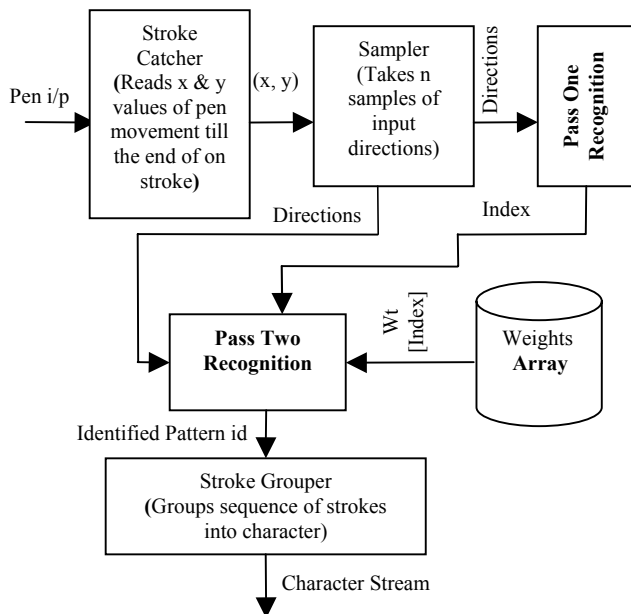 Stroke
Catcher
(Reads x & y
values of pen
movement till
the end of on
stroke)
Pen i/p
(x, y)
Sampler
(Takes n
samples of
input
directions)
Directions
Pass One
Recognition
Directions
Index
Pass Two
Recognition
Wt
[Index]
Weights
Array
Identified Pattern id
Stroke Grouper
(Groups sequence of strokes
into character)
Character Stream